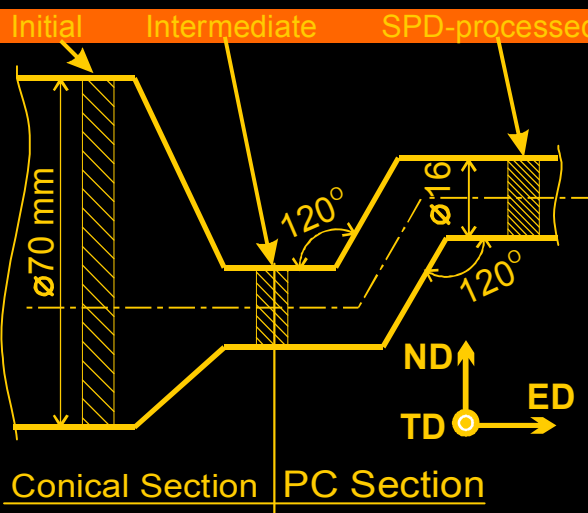 Initial Intermediate SPD-processed
ø70 mm
120°
ø16
120°
ND
ED
TD
Conical Section PC Section